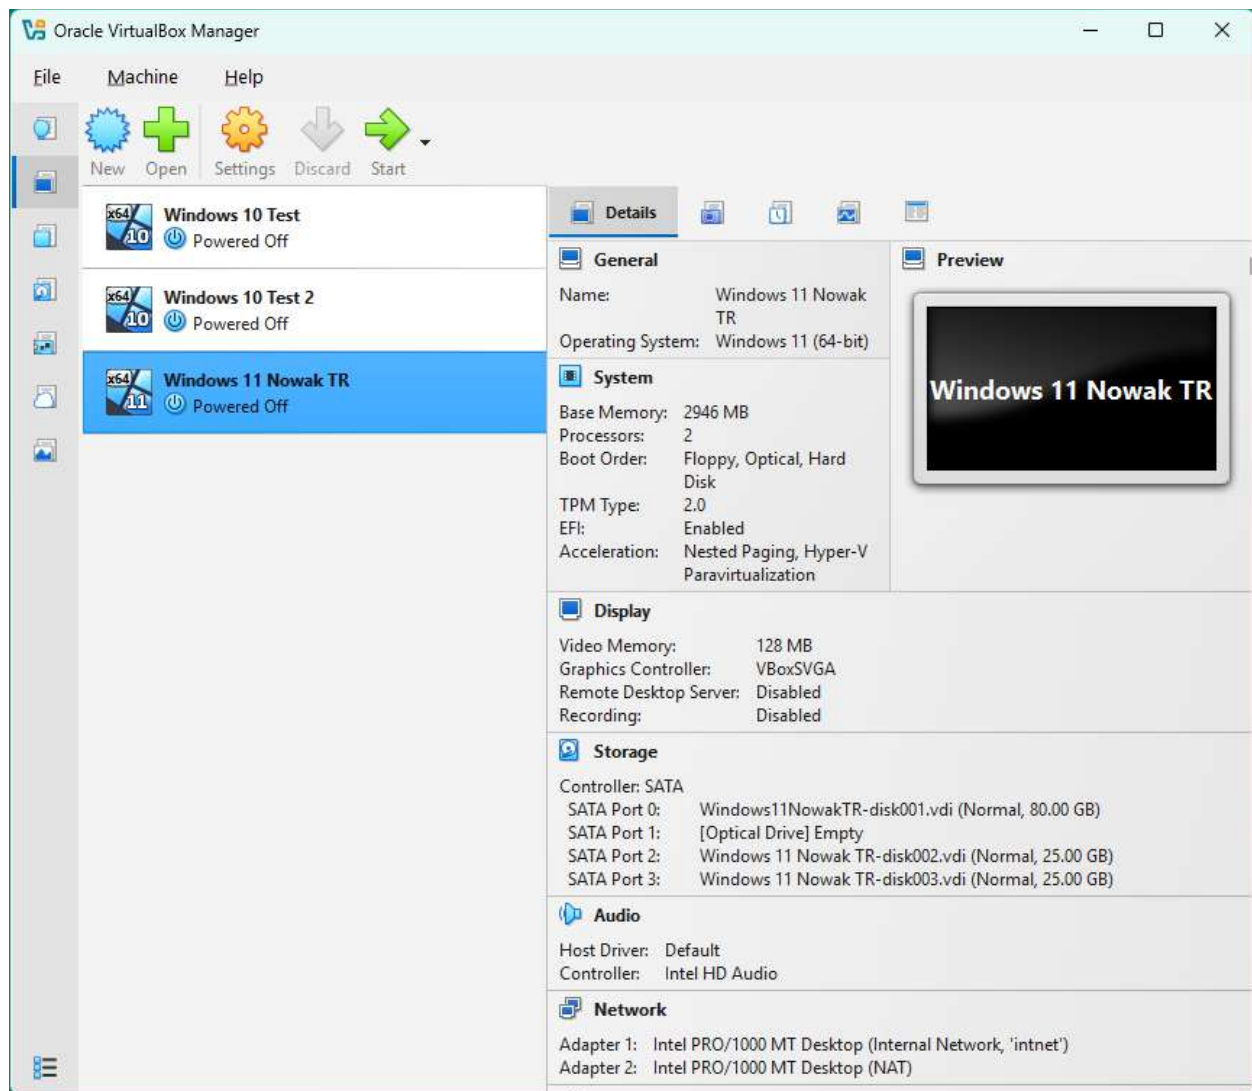 Oracle VirtualBox Manager
File Machine Help
New Open Settings Discard Start
x64 10 Windows 10 Test
Powered Off
x64 10 Windows 10 Test 2
Powered Off
x64 11 Windows 11 Nowak TR
Powered Off
Details
General
Name: Windows 11 Nowak
TR
Operating System: Windows 11 (64-bit)
Preview
Windows 11 Nowak TR
System
Base Memory: 2946 MB
Processors: 2
Boot Order: Floppy, Optical, Hard
Disk
TPM Type: 2.0
EFI: Enabled
Acceleration: Nested Paging, Hyper-V
Paravirtualization
Display
Video Memory: 128 MB
Graphics Controller: VBoxSVGA
Remote Desktop Server: Disabled
Recording: Disabled
Storage
Controller: SATA
SATA Port 0: Windows11NowakTR-disk001.vdi (Normal, 80.00 GB)
SATA Port 1: [Optical Drive] Empty
SATA Port 2: Windows 11 Nowak TR-disk002.vdi (Normal, 25.00 GB)
SATA Port 3: Windows 11 Nowak TR-disk003.vdi (Normal, 25.00 GB)
Audio
Host Driver: Default
Controller: Intel HD Audio
Network
Adapter 1: Intel PRO/1000 MT Desktop (Internal Network, 'intnet')
Adapter 2: Intel PRO/1000 MT Desktop (NAT)